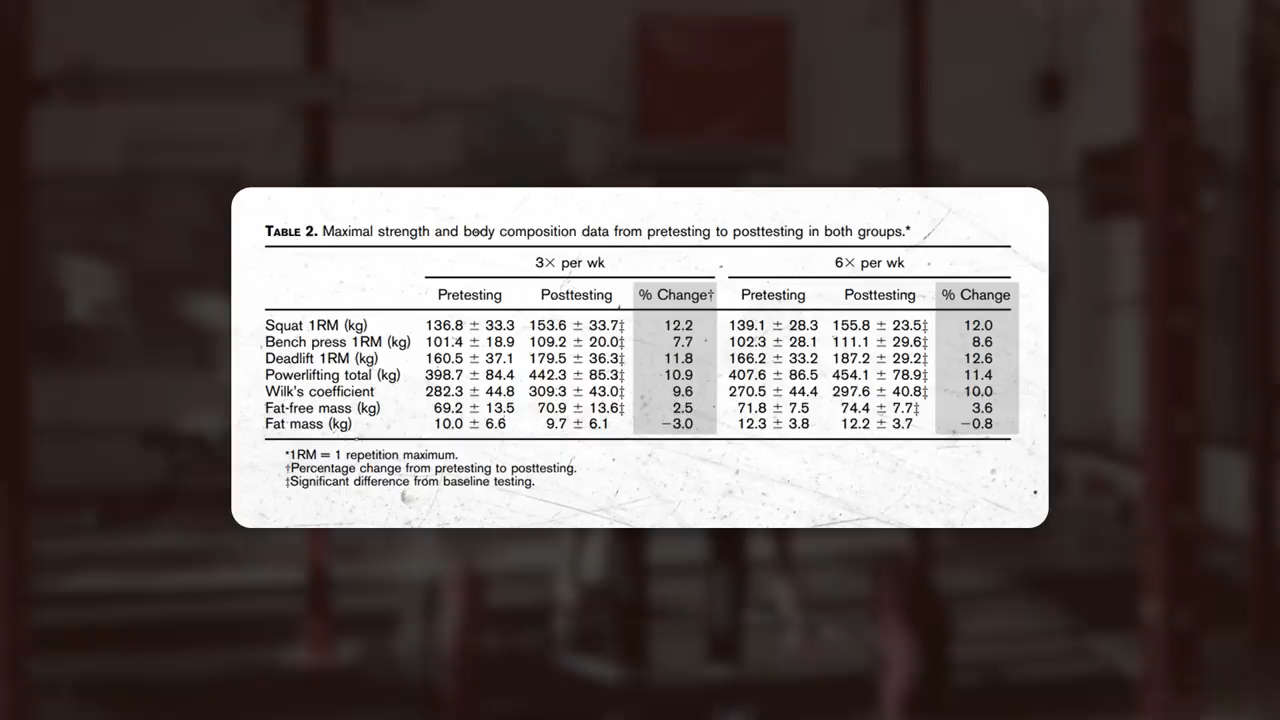 TABLE 2. Maximal strength and body composition data from pretesting to posttesting in both groups.*
3× per wk 6× per wk
Pretesting Posttesting % Change† Pretesting Posttesting % Change
Squat 1RM (kg) 136.8 ± 33.3 153.6 ± 33.7‡ 12.2 139.1 ± 28.3 155.8 ± 23.5‡ 12.0
Bench press 1RM (kg) 101.4 ± 18.9 109.2 ± 20.0‡ 7.7 102.3 ± 28.1 111.1 ± 29.6‡ 8.6
Deadlift 1RM (kg) 160.5 ± 37.1 179.5 ± 36.3‡ 11.8 166.2 ± 33.2 187.2 ± 29.2‡ 12.6
Powerlifting total (kg) 398.7 ± 84.4 442.3 ± 85.3‡ 10.9 407.6 ± 86.5 454.1 ± 78.9‡ 11.4
Wilk's coefficient 282.3 ± 44.8 309.3 ± 43.0‡ 9.6 270.5 ± 44.4 297.6 ± 40.8‡ 10.0
Fat-free mass (kg) 69.2 ± 13.5 70.9 ± 13.6‡ 2.5 71.8 ± 7.5 74.4 ± 7.7‡ 3.6
Fat mass (kg) 10.0 ± 6.6 9.7 ± 6.1 −3.0 12.3 ± 3.8 12.2 ± 3.7 −0.8
*1RM = 1 repetition maximum.
†Percentage change from pretesting to posttesting.
‡Significant difference from baseline testing.